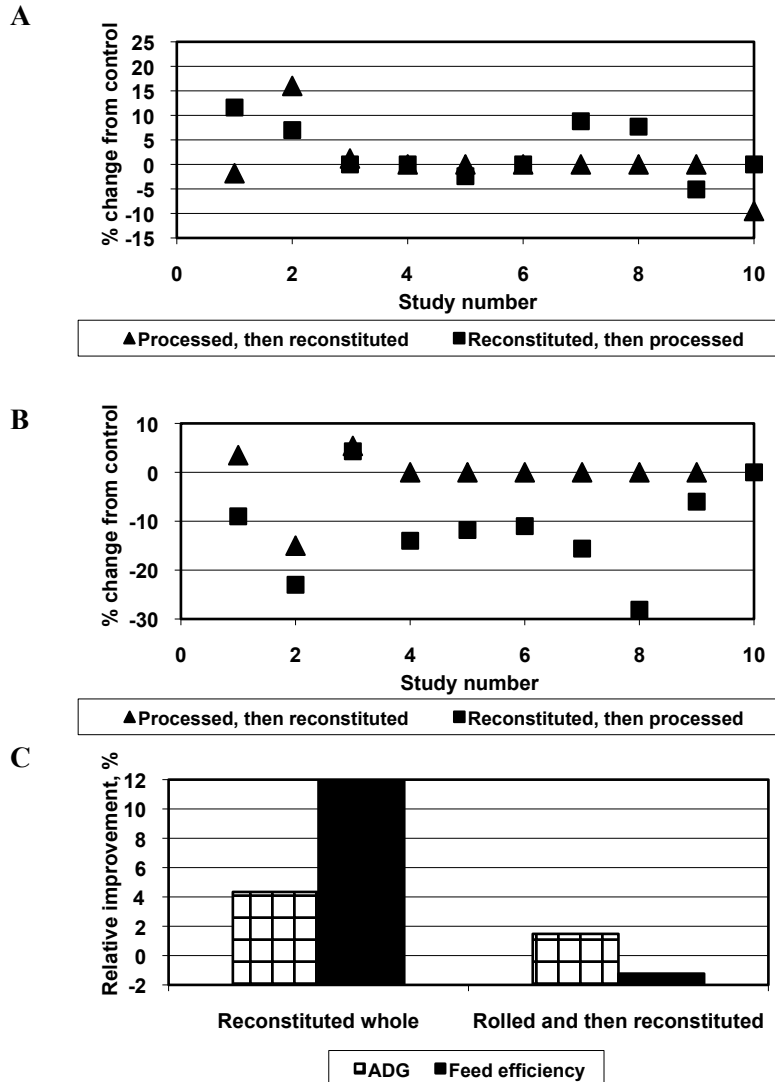 A
% change from control
25
20
15
10
5
0
-5
-10
-15
0 2 4 6 8 10
Study number
▲Processed, then reconstituted ■Reconstituted, then processed
B
% change from control
10
0
-10
-20
-30
0 2 4 6 8 10
Study number
▲Processed, then reconstituted ■Reconstituted, then processed
C
Relative improvement, %
12
10
8
6
4
2
0
-2
Reconstituted whole Rolled and then reconstituted
ADG Feed efficiency